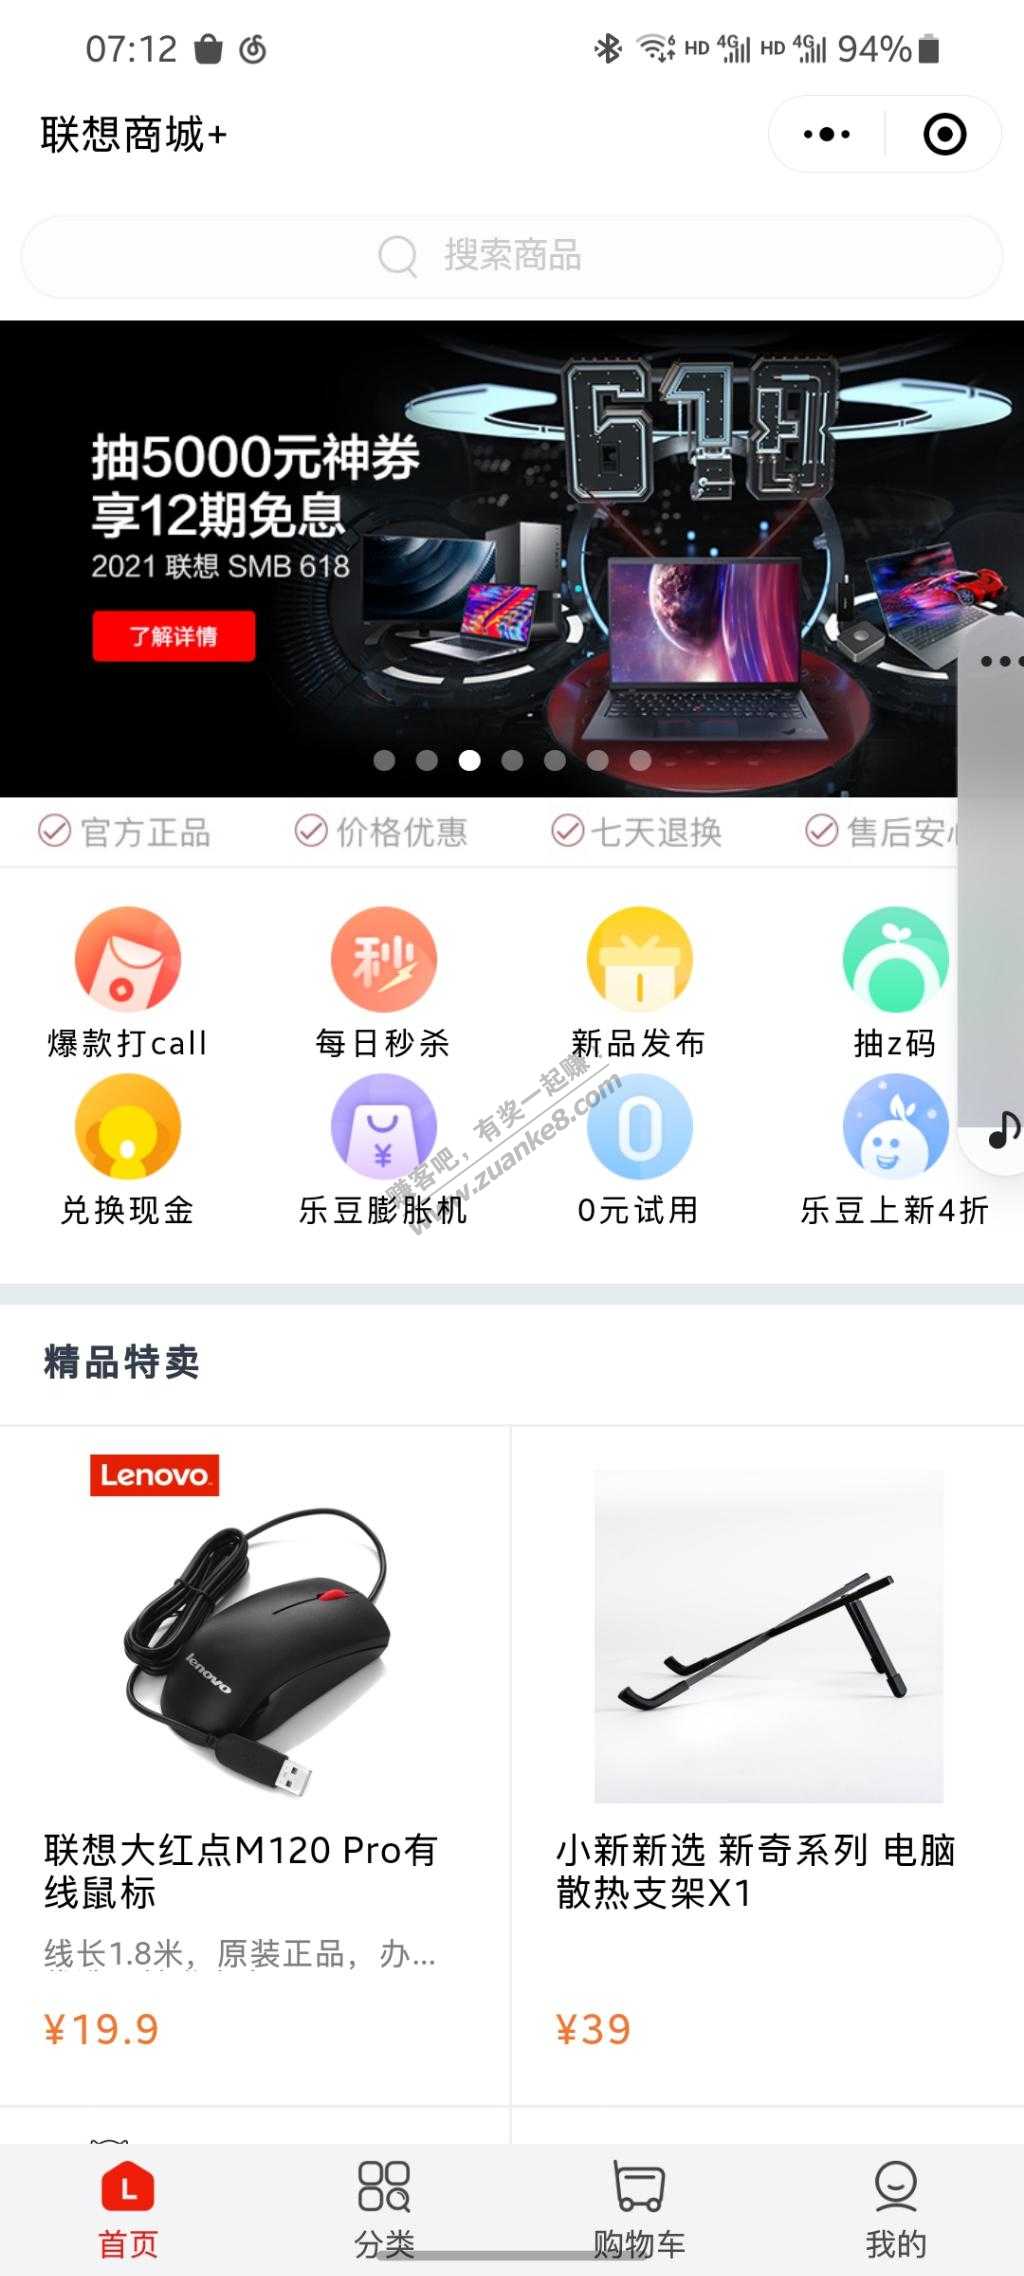 07:12
6 HD 4G HD 4G 94%
联想商城+
搜索商品
618
抽5000元神券
享12期免息
2021 联想 SMB 618
了解详情
官方正品 价格优惠 七天退换 售后安
秒
爆款打call 每日秒杀 新品发布 抽z码
¥ 0
兑换现金 乐豆膨胀机 0元试用 乐豆上新4折
赚客吧，有奖一起赚！
www.zuanke8.com
精品特卖
Lenovo
lenovo
联想大红点M120 Pro有
线鼠标
线长1.8米，原装正品，办...
¥19.9
小新新选 新奇系列 电脑
散热支架X1
¥39
L
首页 分类 购物车 我的